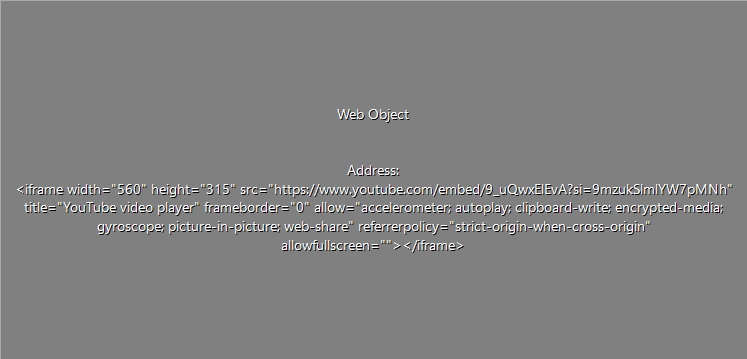 Web Object
Address:
<iframe width="560" height="315" src="https://www.youtube.com/embed/9_uQwxElEvA?si=9mzukSlmlYW7pMNh"
title="YouTube video player" frameborder="0" allow="accelerometer; autoplay; clipboard-write; encrypted-media;
gyroscope; picture-in-picture; web-share" referrerpolicy="strict-origin-when-cross-origin"
allowfullscreen=""></iframe>